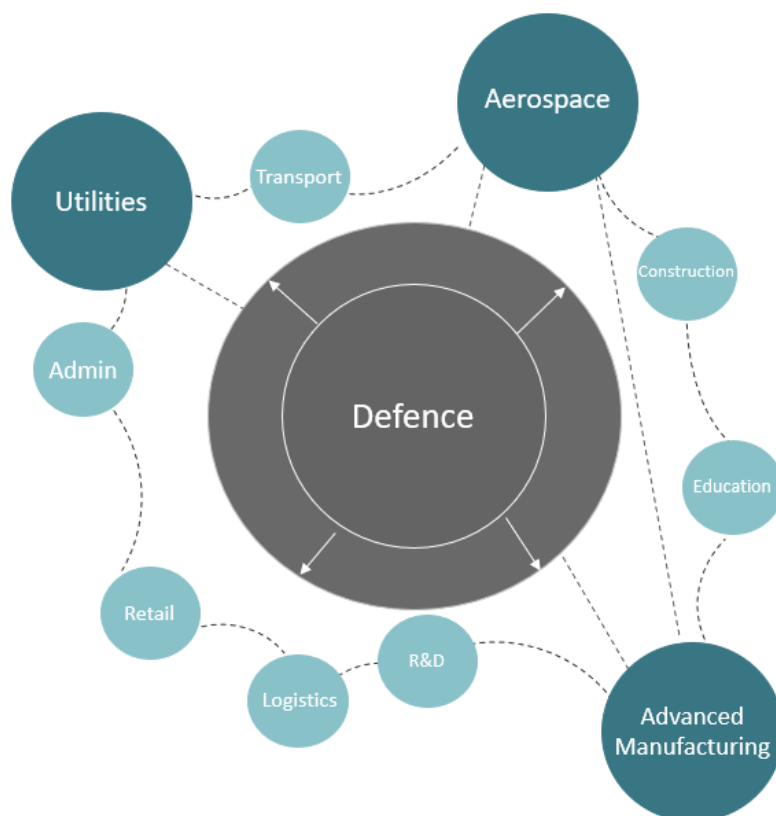 Aerospace
Utilities
Transport
Construction
Admin
Defence
Education
Retail
R&D
Logistics
Advanced
Manufacturing